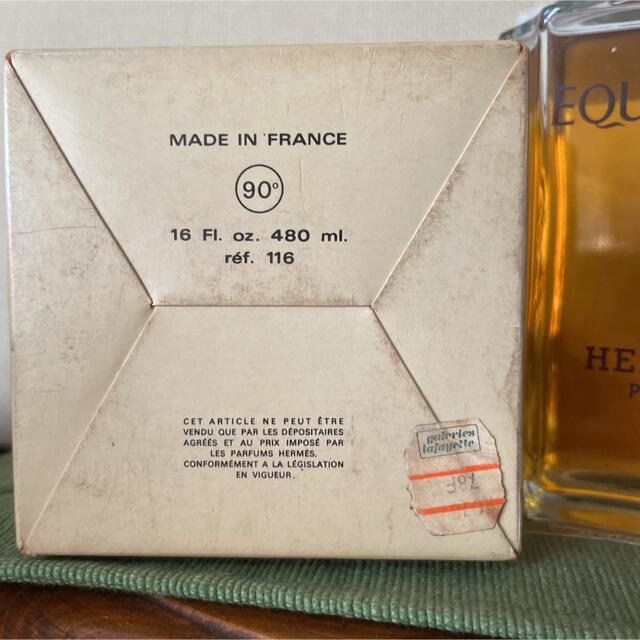 MADE IN FRANCE
90°
16 Fl. oz. 480 ml.
réf. 116
CET ARTICLE NE PEUT ÊTRE
VENDU QUE PAR LES DÉPOSITAIRES
AGRÉÉS ET AU PRIX IMPOSÉ PAR
LES PARFUMS HERMÈS,
CONFORMÉMENT A LA LÉGISLATION
EN VIGUEUR.
galeries
lafayette
EQU
HE
P